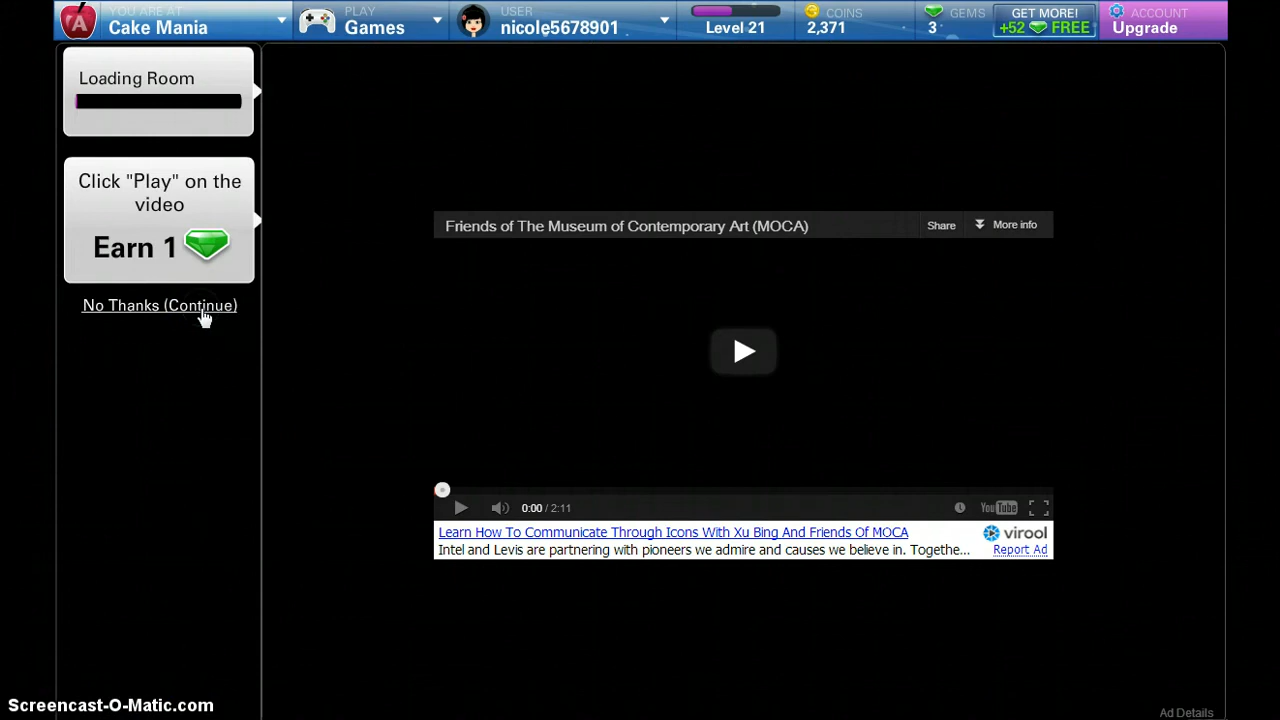 YOU ARE AT
Cake Mania
PLAY
Games
USER
nicole5678901
Level 21
COINS
2,371
GEMS
3
GET MORE!
+52 FREE
ACCOUNT
Upgrade
Loading Room
Click "Play" on the
video
Earn 1
No Thanks (Continue)
Friends of The Museum of Contemporary Art (MOCA)
Share
More info
0:00 / 2:11
YouTube
Learn How To Communicate Through Icons With Xu Bing And Friends Of MOCA
virool
Intel and Levis are partnering with pioneers we admire and causes we believe in. Togethe...
Report Ad
Screencast-O-Matic.com
Ad Details